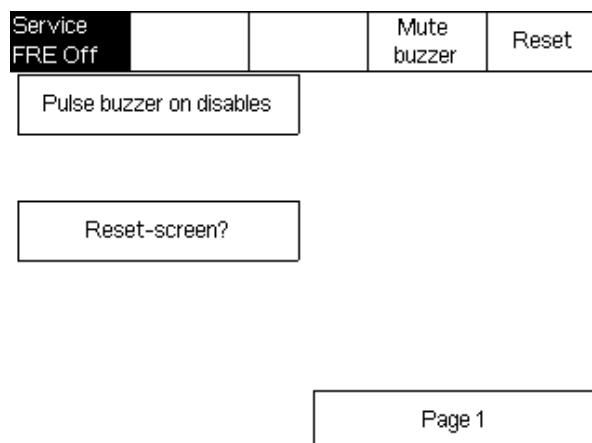 Service
FRE Off
Mute
buzzer
Reset
Pulse buzzer on disables
Reset-screen?
Page 1